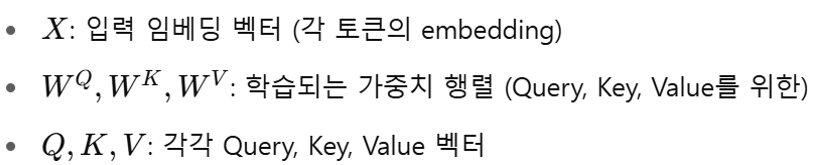 • X: 입력 임베딩 벡터 (각 토큰의 embedding)
• W^Q, W^K, W^V: 학습되는 가중치 행렬 (Query, Key, Value를 위한)
• Q, K, V: 각각 Query, Key, Value 벡터